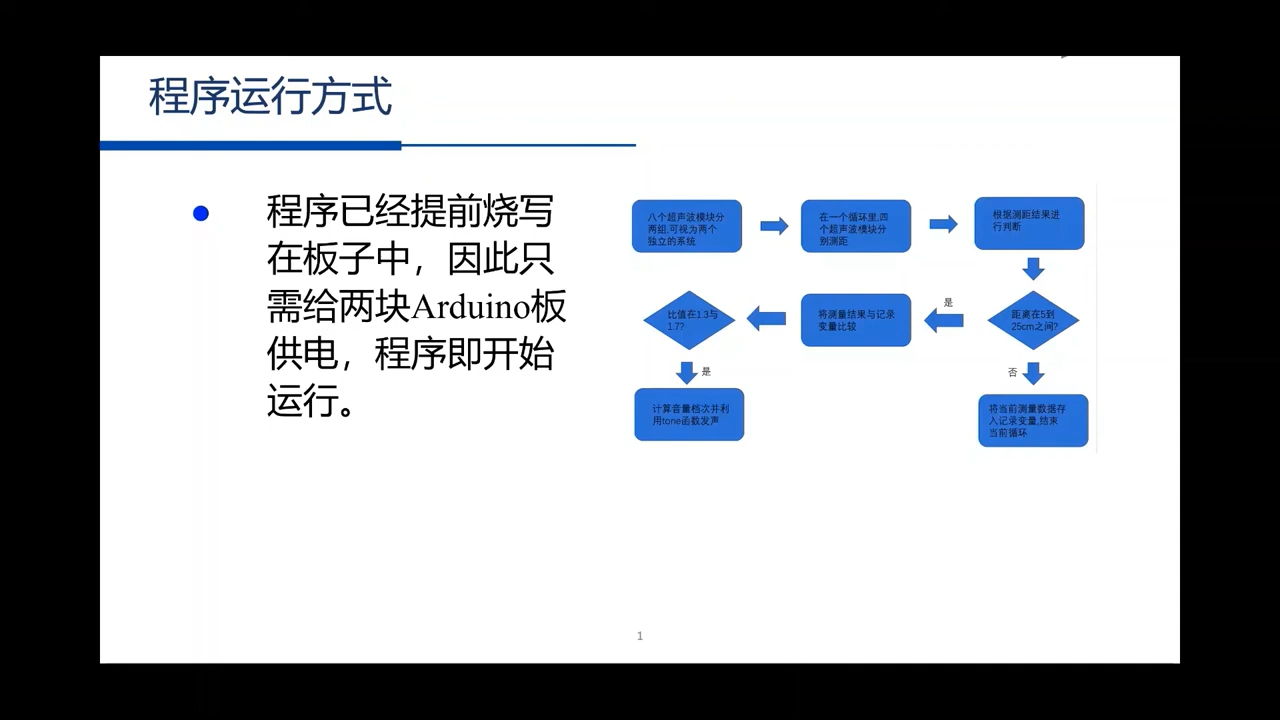 程序运行方式
程序已经提前烧写
在板子中，因此只
需给两块Arduino板
供电，程序即开始
运行。
八个超声波模块分
两组,可视为两个
独立的系统
在一个循环里,四
个超声波模块分
别测距
根据测距结果进
行判断
距离在5到
25cm之间?
是
将测量结果与记录
变量比较
比值在1.3与
1.7?
是
计算音量档次并利
用tone函数发声
否
将当前测量数据存
入记录变量,结束
当前循环
1